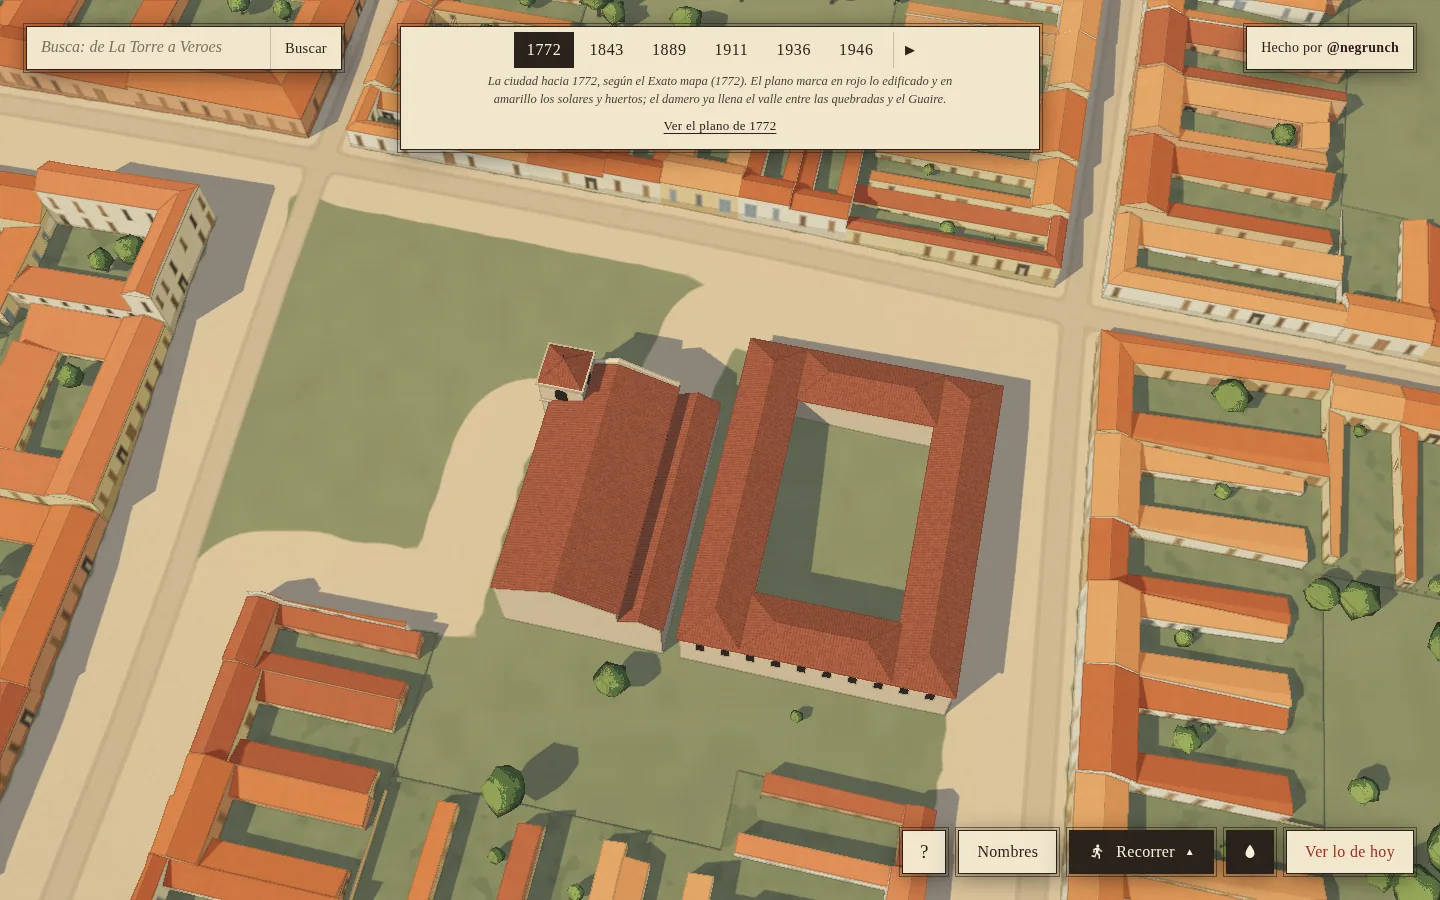 Busca: de La Torre a Veroes
Buscar
1772 1843 1889 1911 1936 1946 ▶
La ciudad hacia 1772, según el Exato mapa (1772). El plano marca en rojo lo edificado y en
amarillo los solares y huertos; el damero ya llena el valle entre las quebradas y el Guaire.
Ver el plano de 1772
Hecho por @negrunch
?
Nombres
Recorrer ▲
Ver lo de hoy